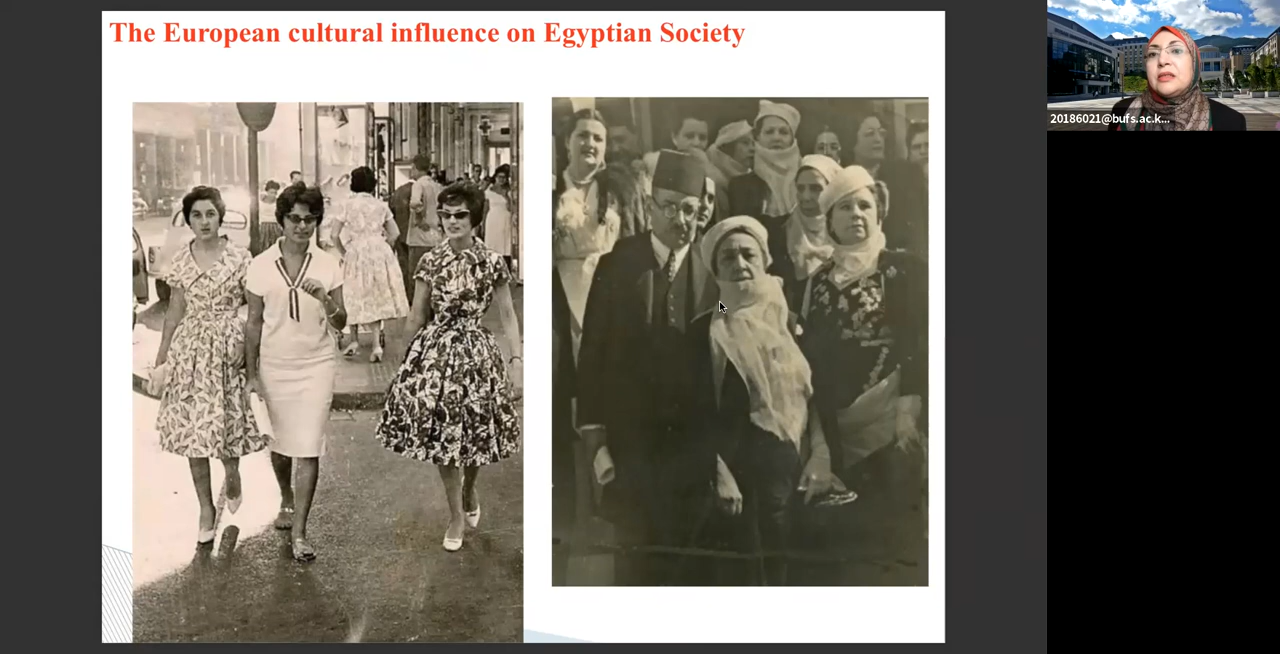 The European cultural influence on Egyptian Society
20186021@bufs.ac.k...